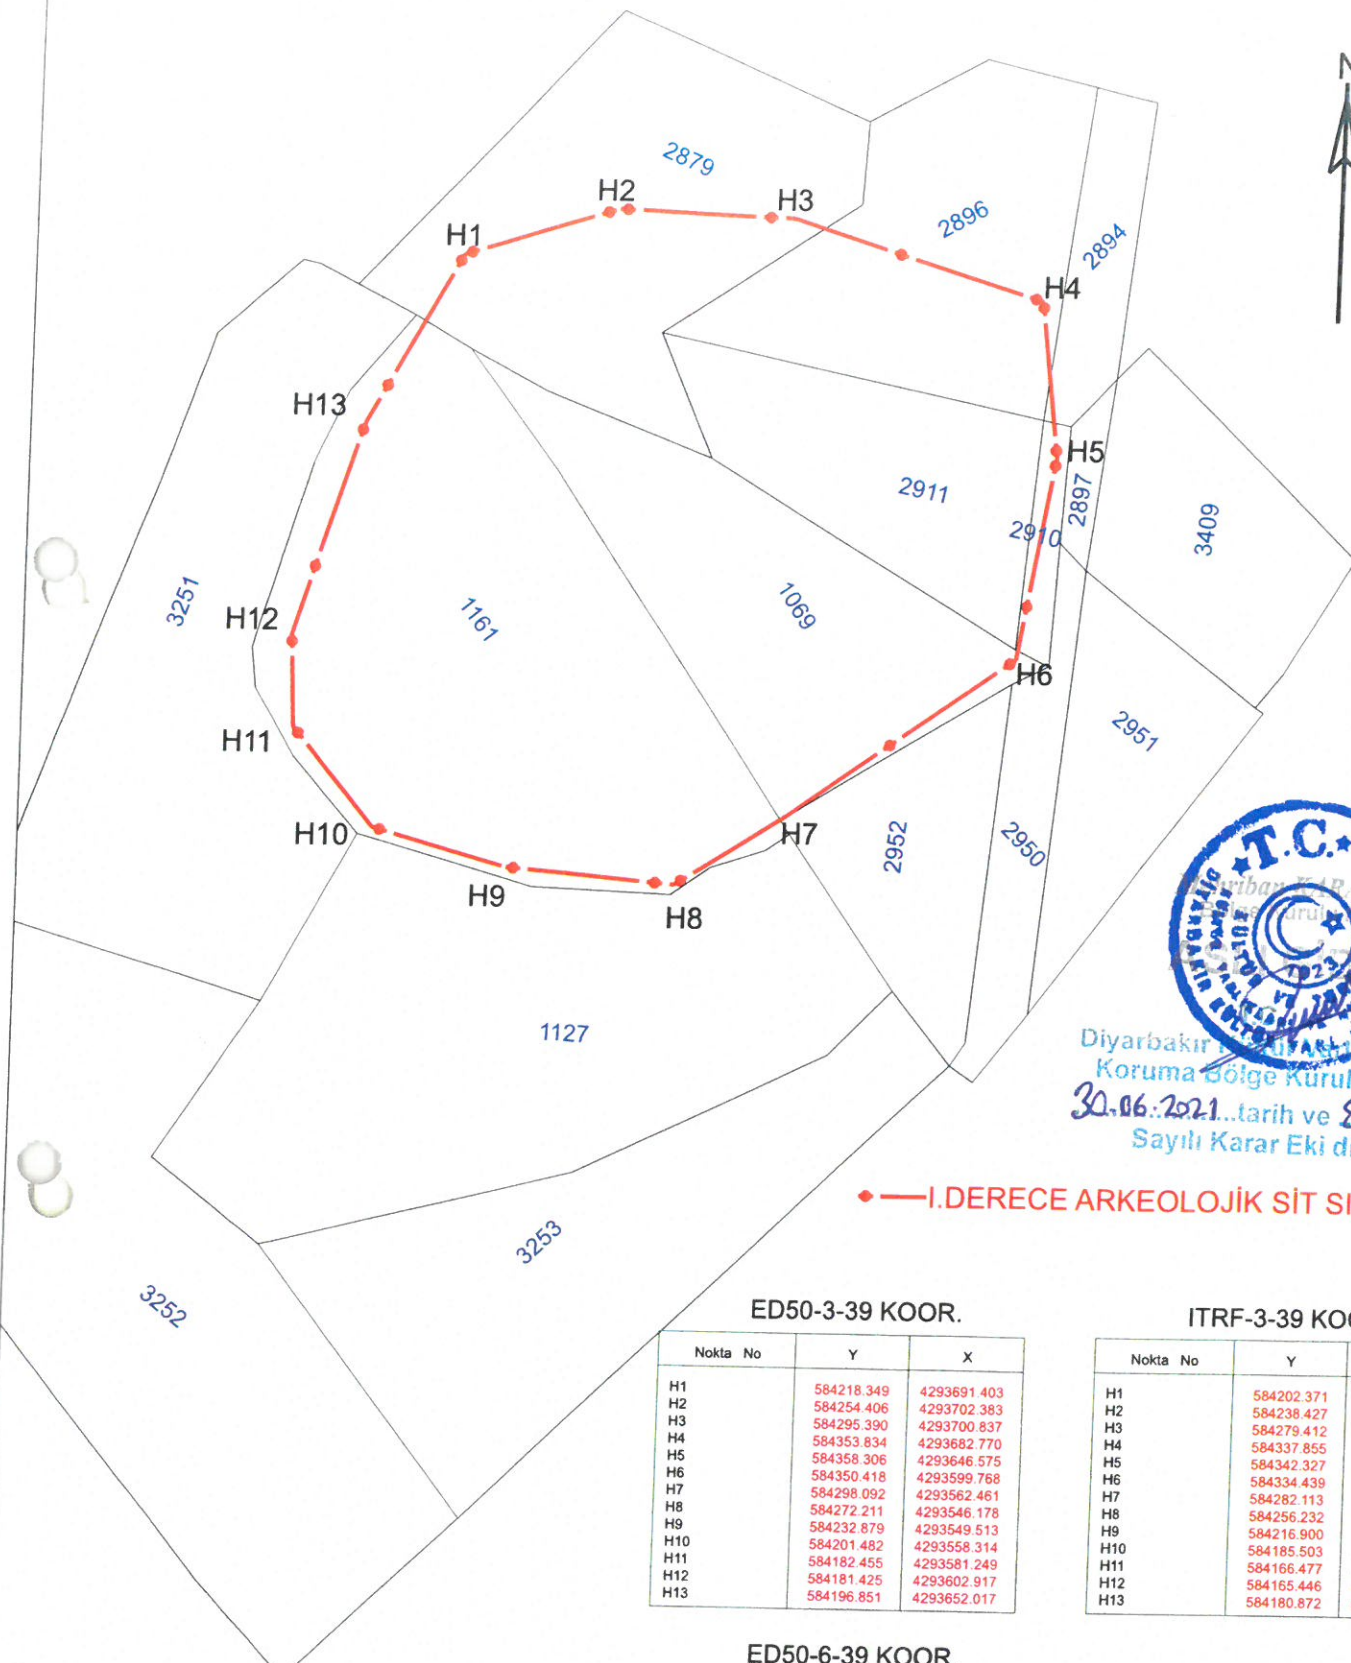 N
2879
H2
H3
2896
2894
H1
H4
H13
H5
2911
2897
2910
3409
3251
1161
1069
H12
H6
H11
2951
H10
H7
2952
2950
H9
H8
T.C.
1127
Diyarbakır
Koruma Bölge Kurul
30.06.2021 tarih ve
Sayılı Karar Eki d
I.DERECE ARKEOLOJİK SİT SI
3253
3252
ED50-3-39 KOOR.
Nokta No Y X
H1 584218.349 4293691.403
H2 584254.406 4293702.383
H3 584295.390 4293700.837
H4 584353.834 4293682.770
H5 584358.306 4293646.575
H6 584350.418 4293599.768
H7 584298.092 4293562.461
H8 584272.211 4293546.178
H9 584232.879 4293549.513
H10 584201.482 4293558.314
H11 584182.455 4293581.249
H12 584181.425 4293602.917
H13 584196.851 4293652.017
ITRF-3-39 KOO
Nokta No Y
H1 584202.371
H2 584238.427
H3 584279.412
H4 584337.855
H5 584342.327
H6 584334.439
H7 584282.113
H8 584256.232
H9 584216.900
H10 584185.503
H11 584166.477
H12 584165.446
H13 584180.872
ED50-6-39 KOOR